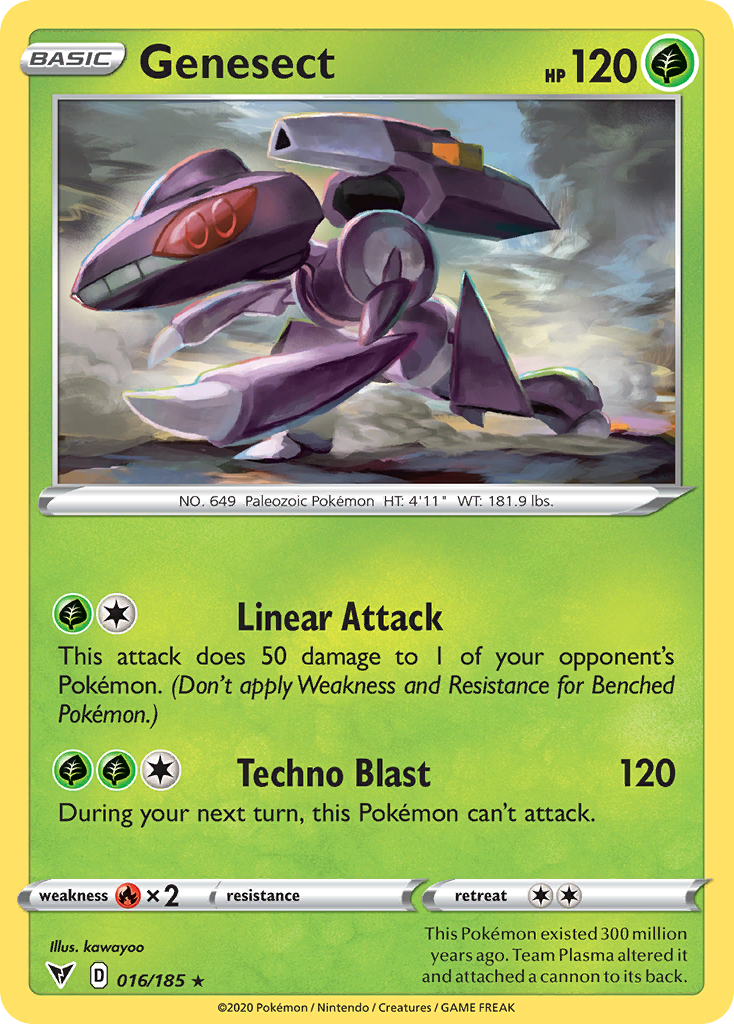 BASIC Genesect HP 120
NO. 649 Paleozoic Pokémon HT: 4'11" WT: 181.9 lbs.
Linear Attack
This attack does 50 damage to 1 of your opponent's
Pokémon. (Don't apply Weakness and Resistance for Benched
Pokémon.)
Techno Blast 120
During your next turn, this Pokémon can't attack.
weakness ×2 resistance retreat
Illus. kawayoo
D 016/185 ★
This Pokémon existed 300 million
years ago. Team Plasma altered it
and attached a cannon to its back.
©2020 Pokémon / Nintendo / Creatures / GAME FREAK